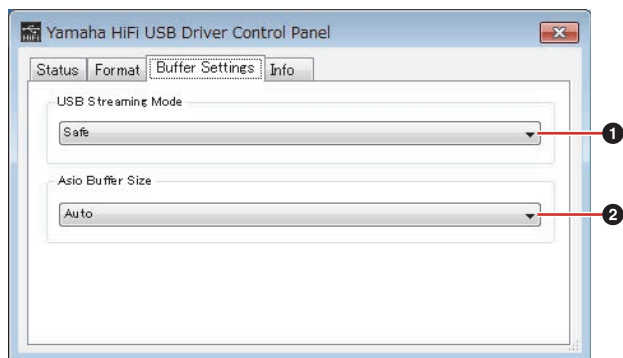 HiFi
Yamaha HiFi USB Driver Control Panel
Status Format Buffer Settings Info
USB Streaming Mode
Safe
1
Asio Buffer Size
Auto
2